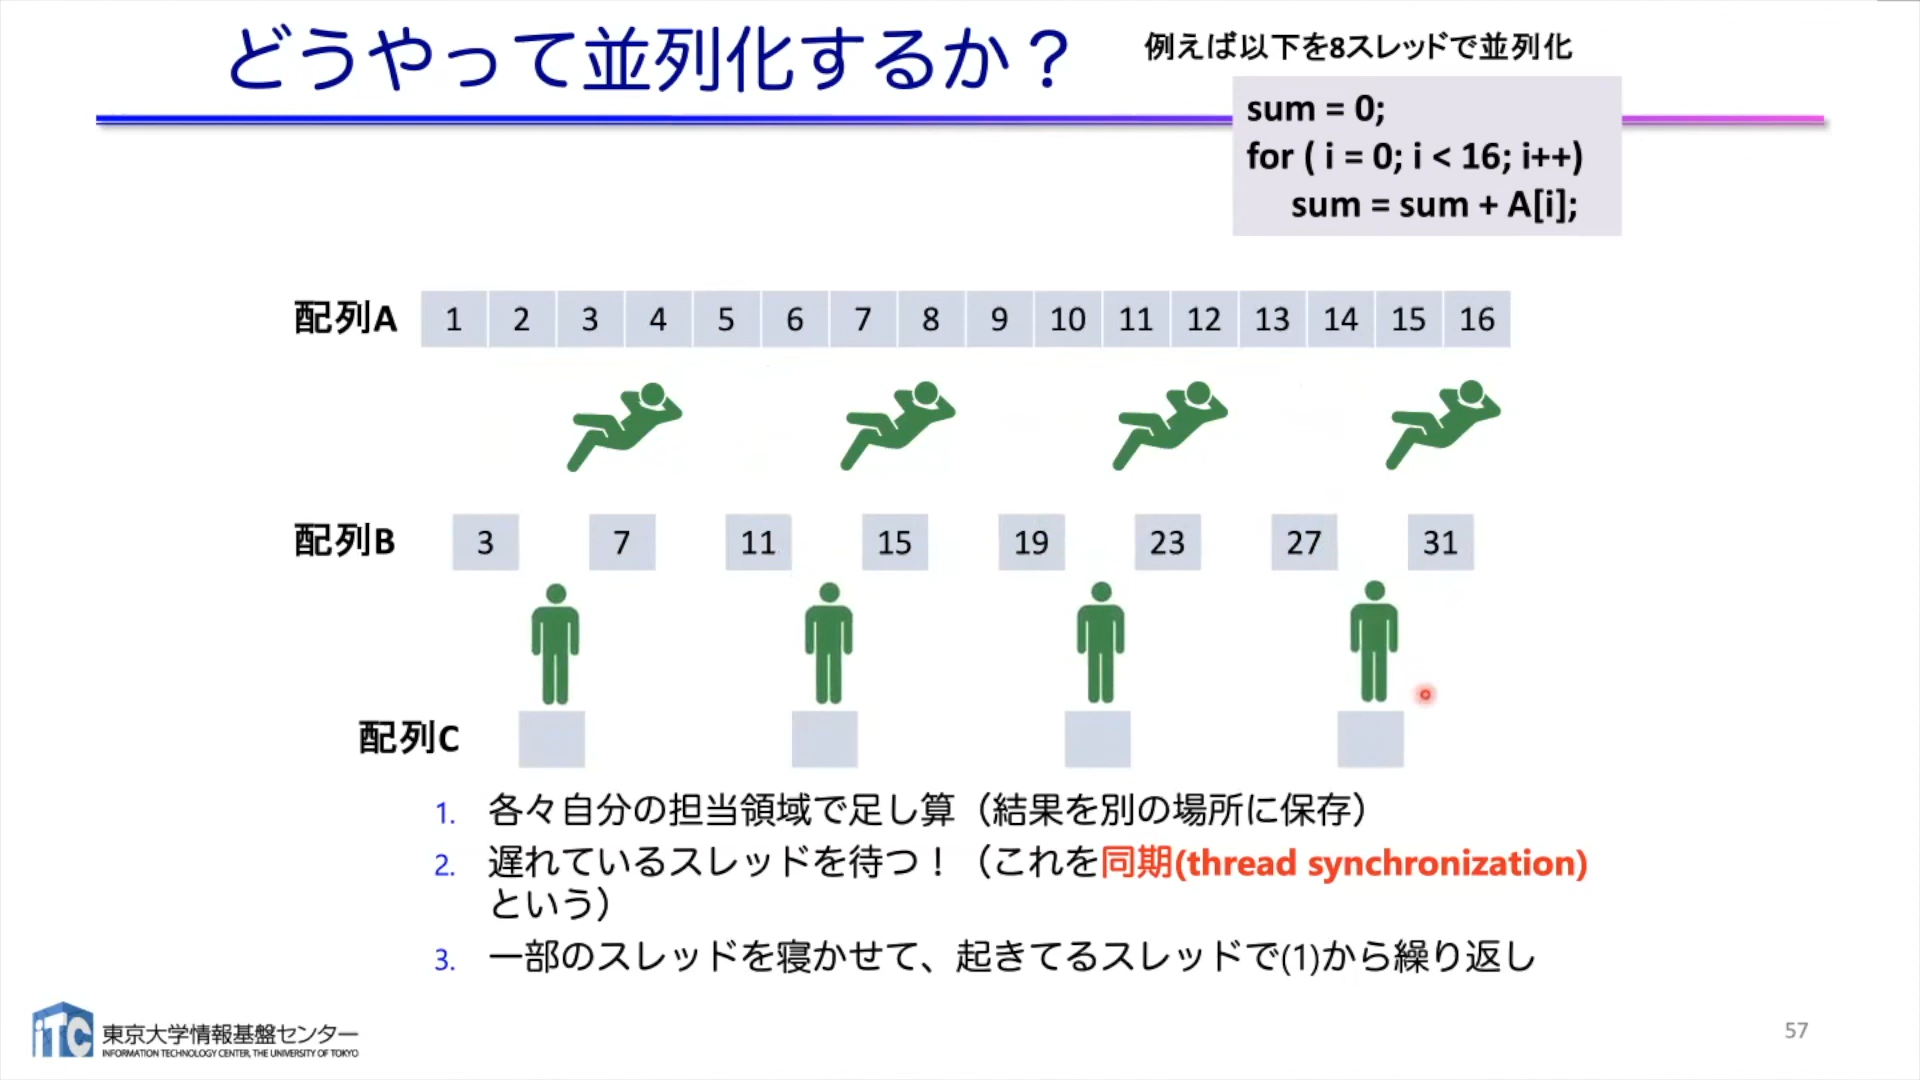 どうやって並列化するか？
例えば以下を8スレッドで並列化
sum = 0;
for ( i = 0; i < 16; i++)
sum = sum + A[i];
配列A 1 2 3 4 5 6 7 8 9 10 11 12 13 14 15 16
配列B 3 7 11 15 19 23 27 31
配列C
1. 各々自分の担当領域で足し算（結果を別の場所に保存）
2. 遅れているスレッドを待つ！（これを同期(thread synchronization)
という）
3. 一部のスレッドを寝かせて、起きてるスレッドで(1)から繰り返し
iTC 東京大学情報基盤センター
INFORMATION TECHNOLOGY CENTER, THE UNIVERSITY OF TOKYO
57